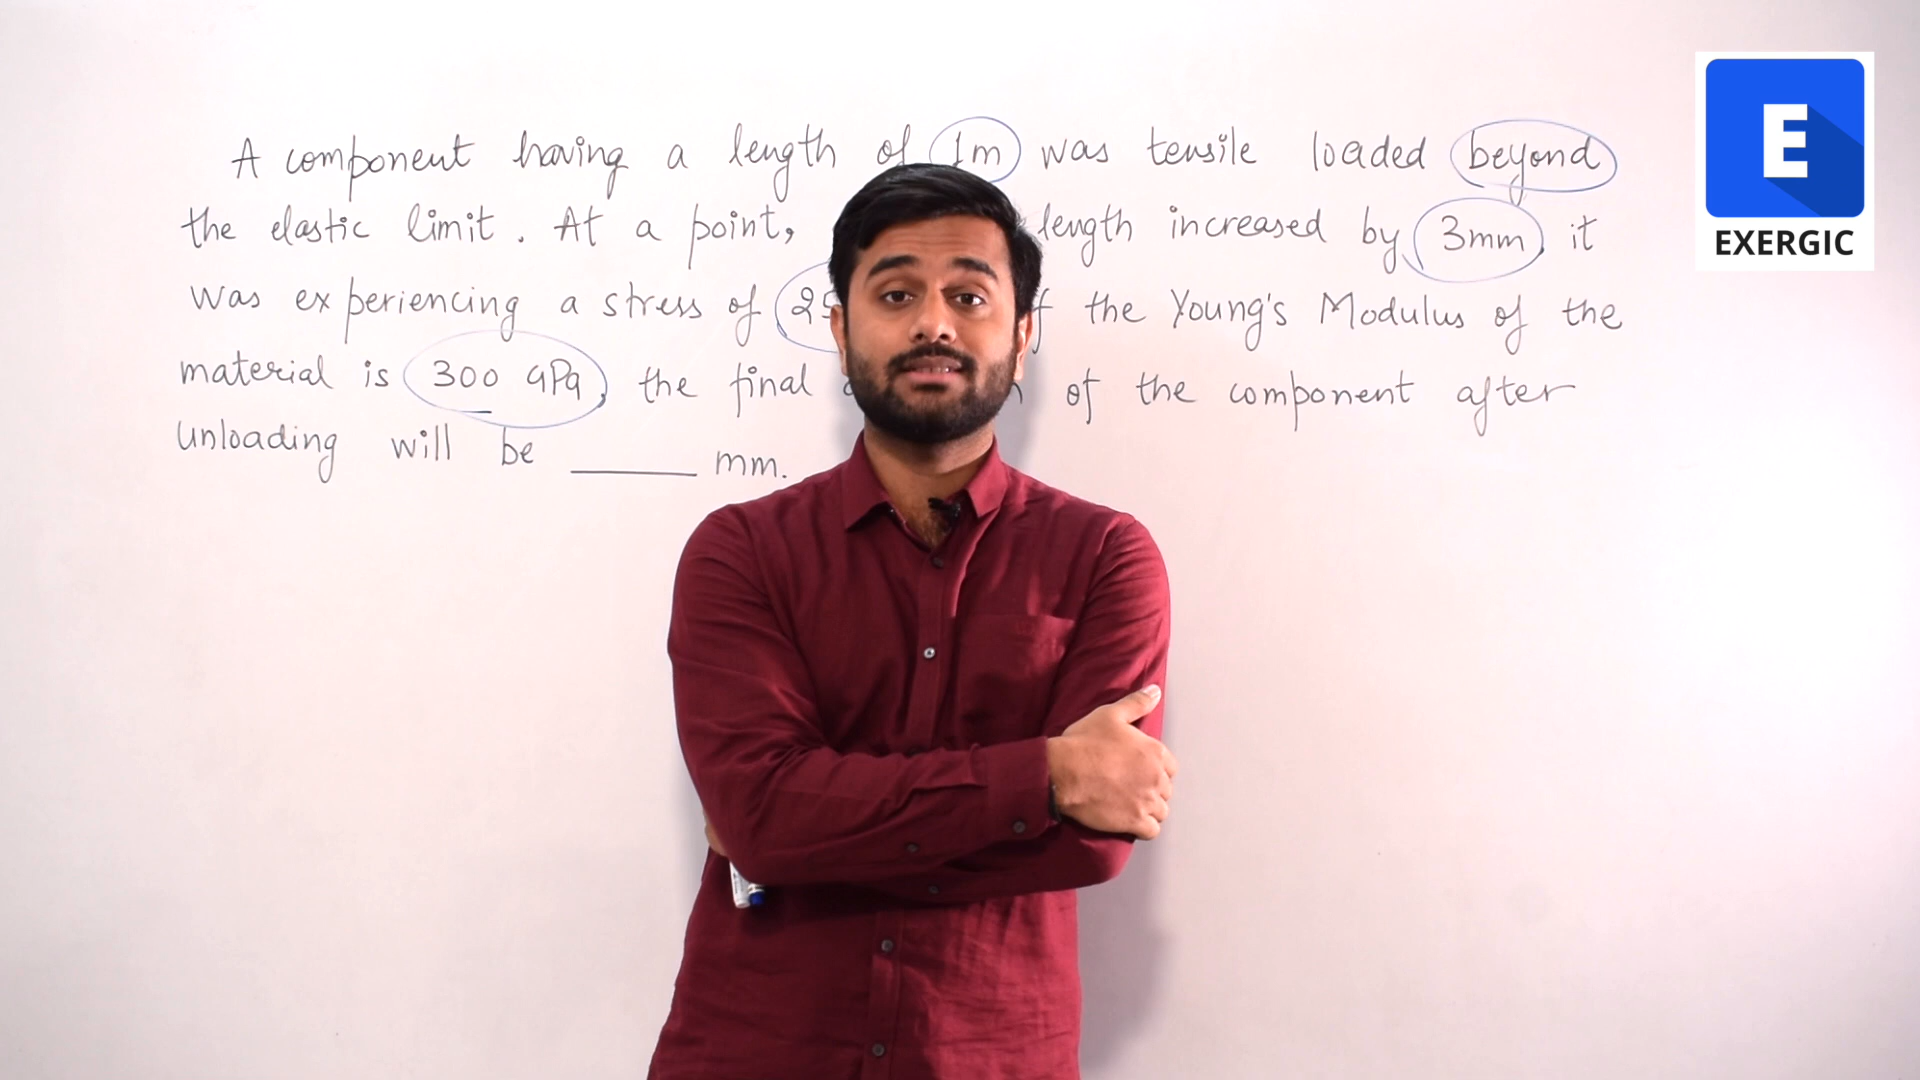 A component having a length of 1m was tensile loaded beyond
the elastic limit. At a point, length increased by 3mm it
was experiencing a stress of the Young's Modulus of the
material is 300 GPa, the final of the component after
unloading will be ______ mm.
E
EXERGIC